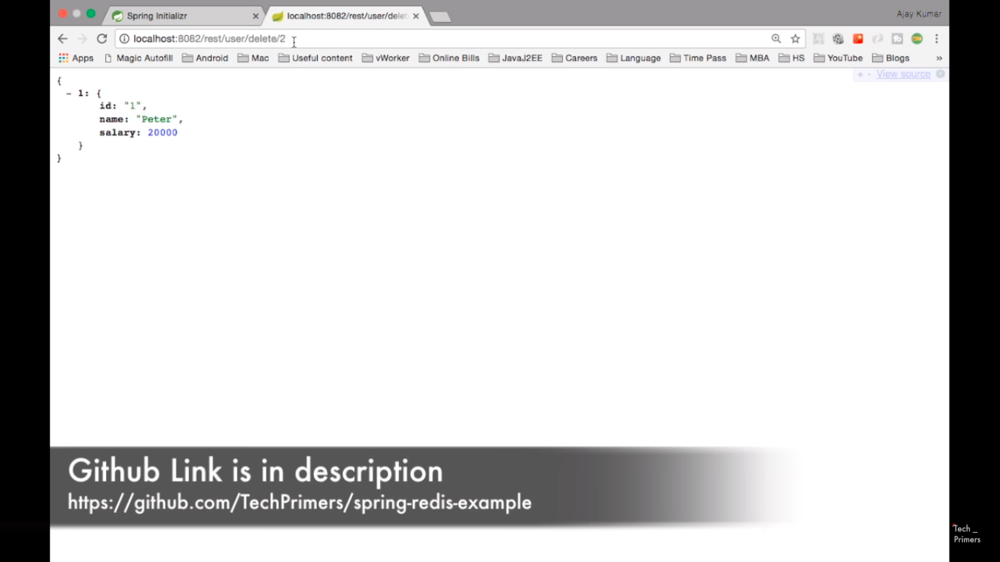 Spring Initializr
localhost:8082/rest/user/delet
Ajay Kumar
localhost:8082/rest/user/delete/2
Apps Magic Autofill Android Mac Useful content vWorker Online Bills JavaJ2EE Careers Language Time Pass MBA HS YouTube Blogs »
+ - View source
{
- 1: {
id: "1",
name: "Peter",
salary: 20000
}
}
Github Link is in description
https://github.com/TechPrimers/spring-redis-example
Tech _
Primers